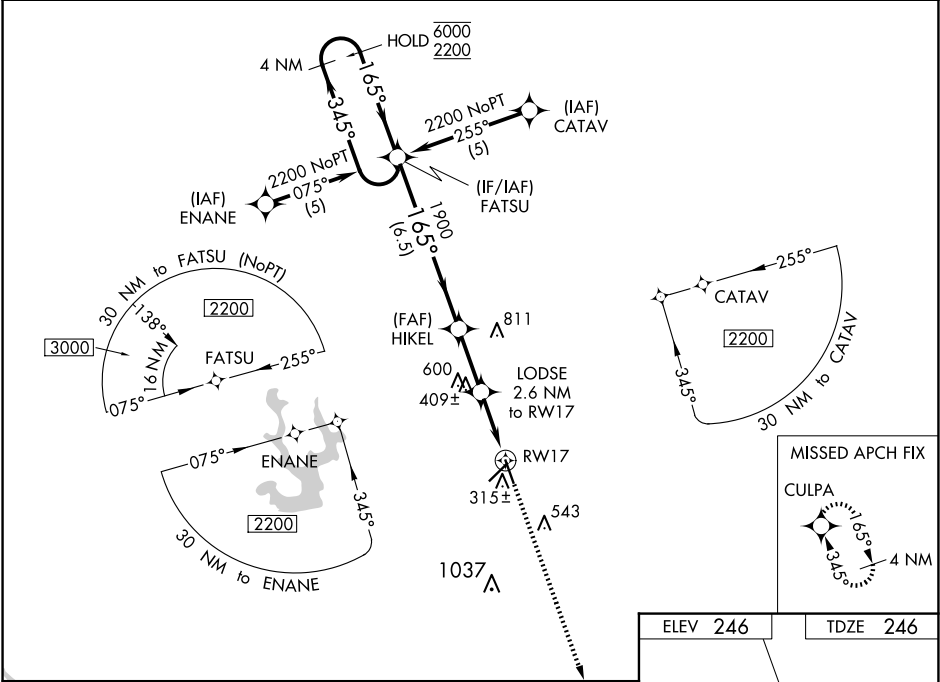 HOLD 6000
2200
4 NM
165°
345°
2200 NoPT
255°
(5)
(IAF)
CATAV
2200 NoPT
075°
(5)
(IAF)
ENANE
(IF/IAF)
FATSU
1900
165°
(6.5)
30 NM to FATSU (NoPT)
2200
138°
3000
16 NM
FATSU
255°
075°
(FAF)
HIKEL
811
600
409±
LODSE
2.6 NM
to RW17
RW17
315±
543
1037
255°
CATAV
2200
345°
30 NM to CATAV
075°
ENANE
345°
2200
30 NM to ENANE
MISSED APCH FIX
CULPA
165°
345°
4 NM
ELEV 246
TDZE 246